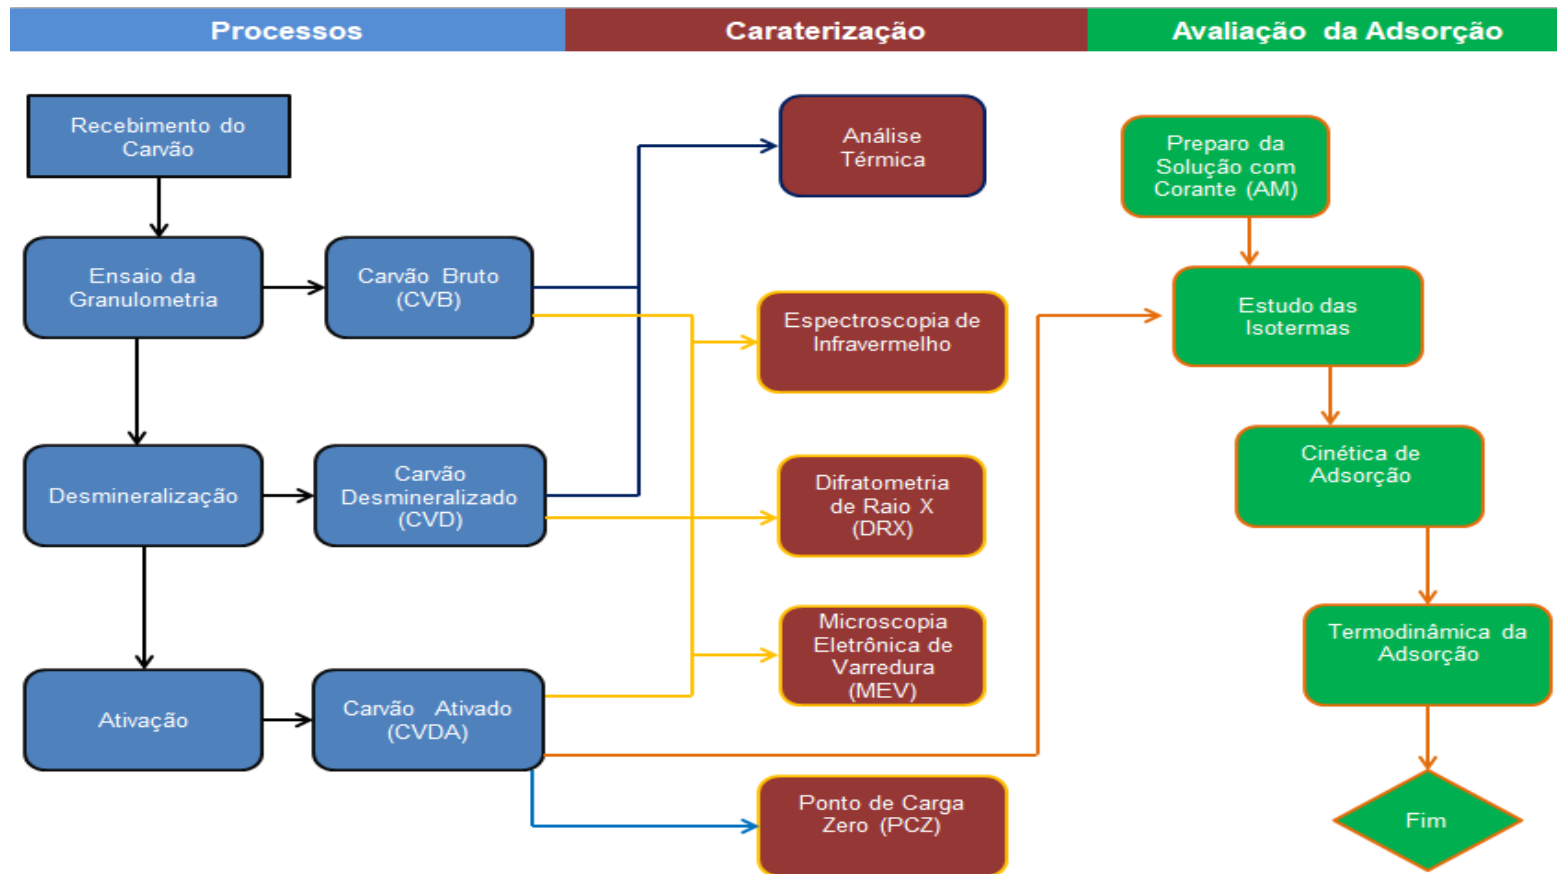 Processos
Caraterização
Avaliação da Adsorção
Recebimento do
Carvão
Ensaio da
Granulometria
Carvão Bruto
(CVB)
Desmineralização
Carvão
Desmineralizado
(CVD)
Ativação
Carvão Ativado
(CVDA)
Análise
Térmica
Espectroscopia de
Infravermelho
Difratometria
de Raio X
(DRX)
Microscopia
Eletrônica de
Varredura
(MEV)
Ponto de Carga
Zero (PCZ)
Preparo da
Solução com
Corante (AM)
Estudo das
Isotermas
Cinética de
Adsorção
Termodinâmica da
Adsorção
Fim